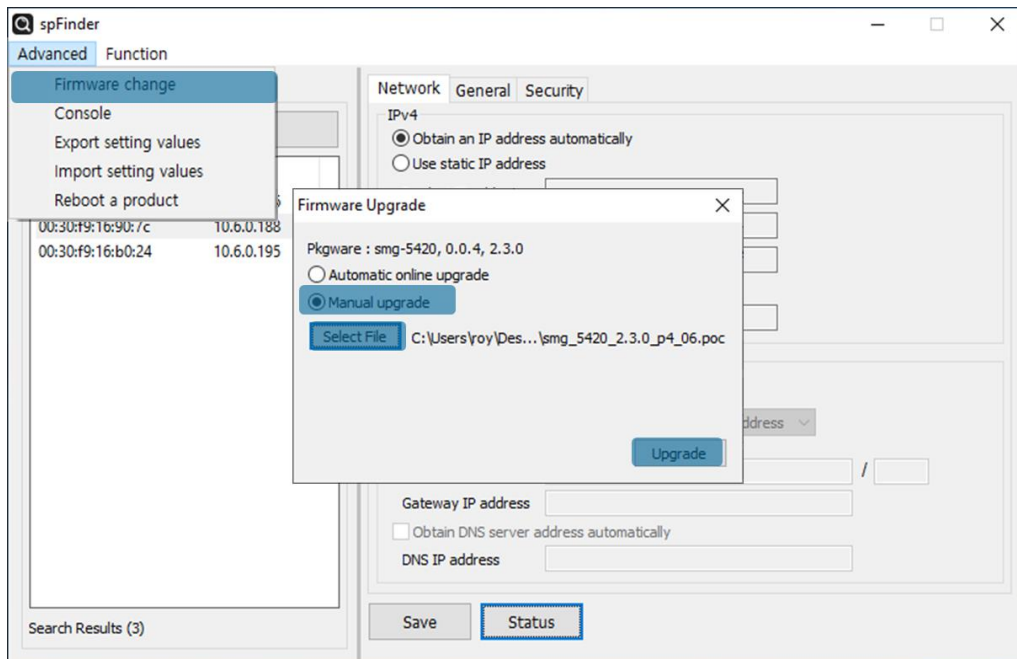 spFinder
Advanced Function
Firmware change
Console
Export setting values
Import setting values
Reboot a product
00:30:f9:16:90:7c 10.6.0.188
00:30:f9:16:b0:24 10.6.0.195
Search Results (3)
Network General Security
IPv4
Obtain an IP address automatically
Use static IP address
Firmware Upgrade
Pkgware : smg-5420, 0.0.4, 2.3.0
Automatic online upgrade
Manual upgrade
Select File C:\Users\roy\Des...\smg_5420_2.3.0_p4_06.poc
Upgrade
/
Gateway IP address
Obtain DNS server address automatically
DNS IP address
Save Status